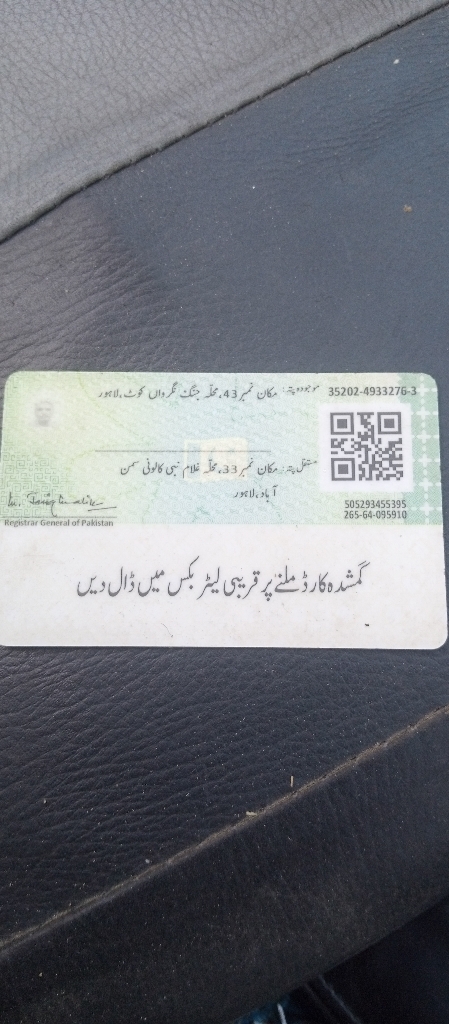 35202-4933276-3
موجودہ پتہ: مکان نمبر 43، محلہ جنگ نگرواں کوٹ، لاہور
مستقل پتہ: مکان نمبر 33، محلہ غلام نبی کالونی سمن
آباد، لاہور
505293455395
265-64-095910
Registrar General of Pakistan
گمشدہ کارڈ ملنے پر قریبی لیٹر بکس میں ڈال دیں